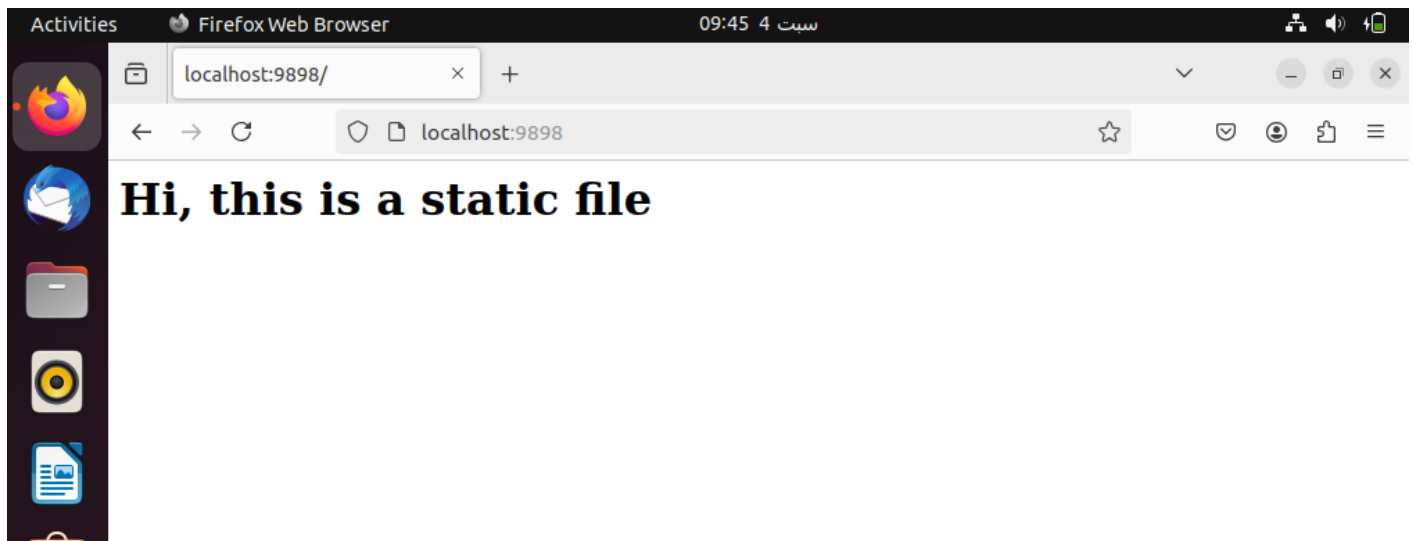 Activities Firefox Web Browser 09:45 4 سبت
localhost:9898/
localhost:9898
Hi, this is a static file